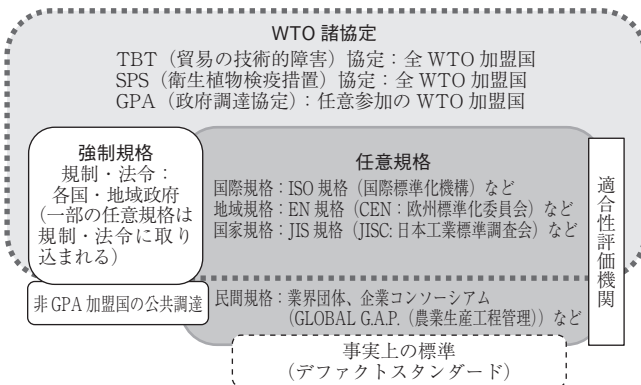 WTO 諸協定
TBT（貿易の技術的障害）協定：全 WTO 加盟国
SPS（衛生植物検疫措置）協定：全 WTO 加盟国
GPA（政府調達協定）：任意参加の WTO 加盟国
強制規格
規制・法令：
各国・地域政府
（一部の任意規格は
規制・法令に取り
込まれる）
任意規格
国際規格：ISO 規格（国際標準化機構）など
地域規格：EN 規格（CEN：欧州標準化委員会）など
国家規格：JIS 規格（JISC: 日本工業標準調査会）など
適合性評価機関
非 GPA 加盟国の公共調達
民間規格：業界団体、企業コンソーシアム
（GLOBAL G.A.P.（農業生産工程管理））など
事実上の標準
（デファクトスタンダード）